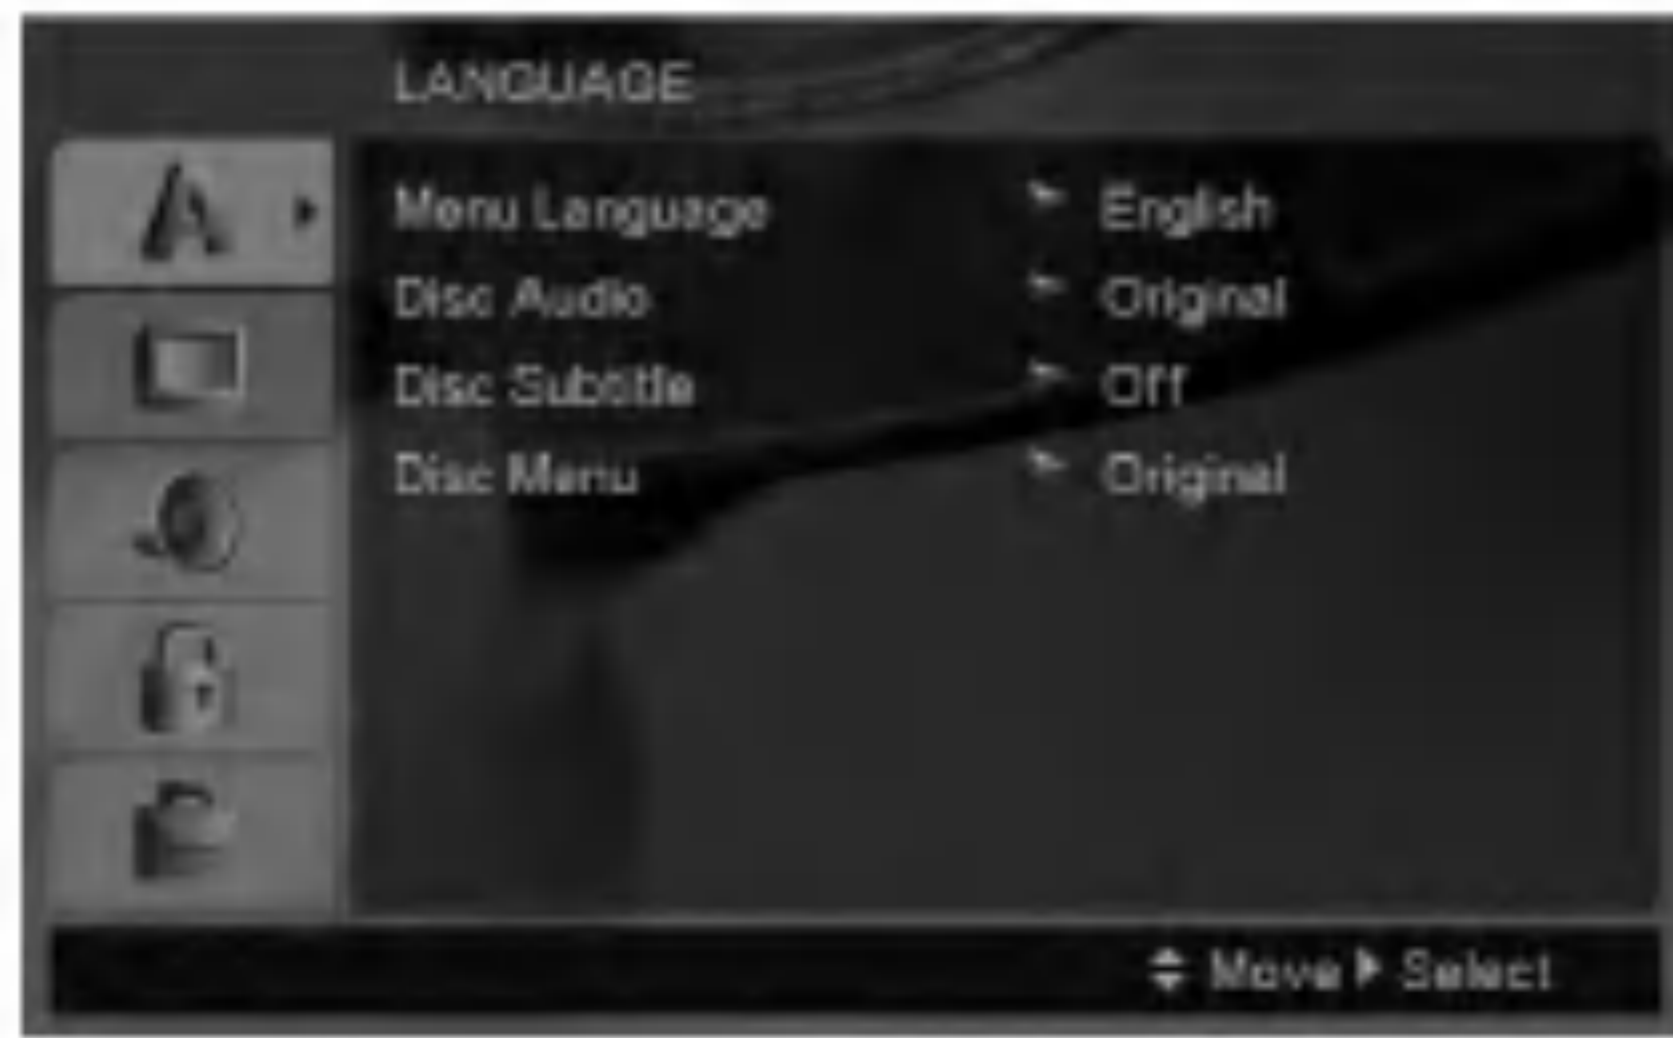 LANGUAGE
Menu Language English
Disc Audio Original
Disc Subtitle Off
Disc Menu Original
Move Select